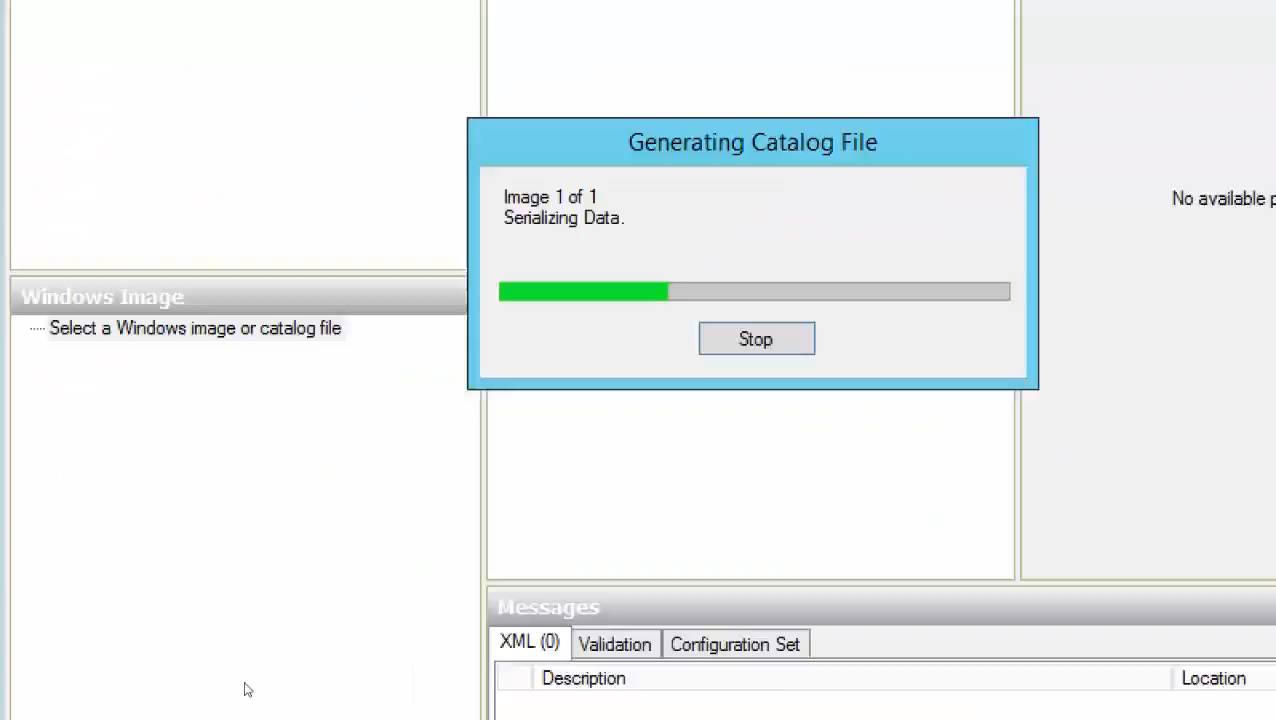 Generating Catalog File
Image 1 of 1
Serializing Data.
No available p
Stop
Windows Image
Select a Windows image or catalog file
Messages
XML (0) Validation Configuration Set
Description Location